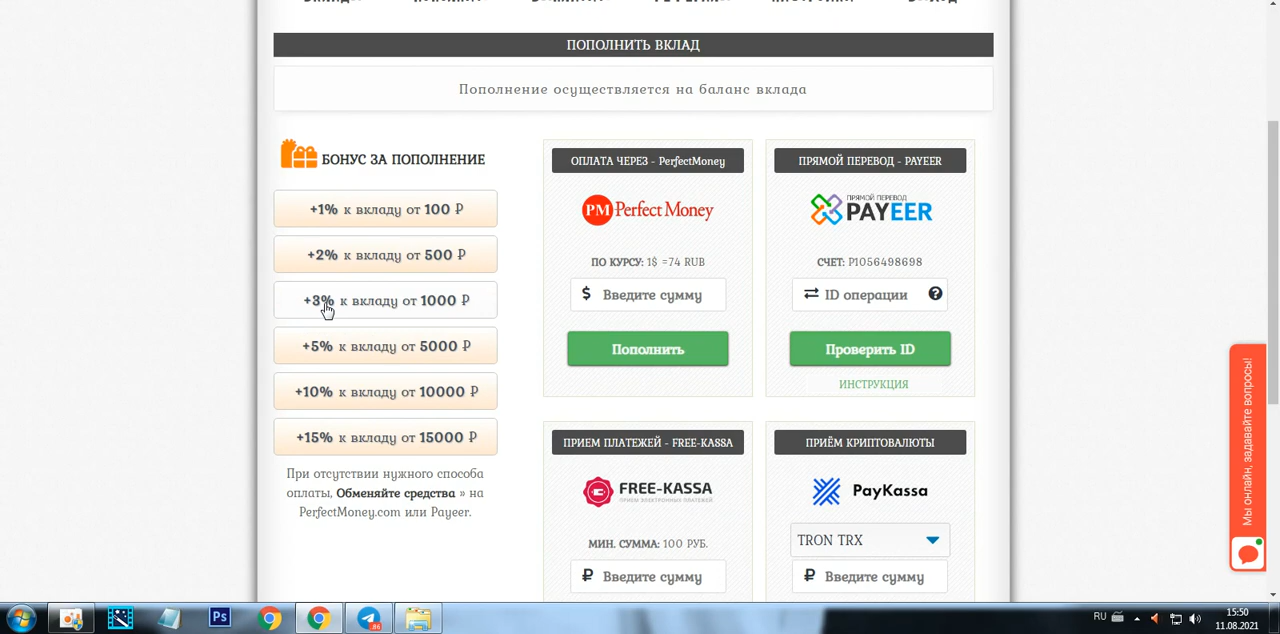 ПОПОЛНИТЬ ВКЛАД
Пополнение осуществляется на баланс вклада
БОНУС ЗА ПОПОЛНЕНИЕ
+1% к вкладу от 100 ₽
+2% к вкладу от 500 ₽
+3% к вкладу от 1000 ₽
+5% к вкладу от 5000 ₽
+10% к вкладу от 10000 ₽
+15% к вкладу от 15000 ₽
При отсутствии нужного способа
оплаты, Обменяйте средства » на
PerfectMoney.com или Payeer.
ОПЛАТА ЧЕРЕЗ - PerfectMoney
PM Perfect Money
ПО КУРСУ: 1$ =74 RUB
$ Введите сумму
Пополнить
ПРЯМОЙ ПЕРЕВОД - PAYEER
ПРЯМОЙ ПЕРЕВОД
PAYEER
СЧЕТ: P1056498698
ID операции ?
Проверить ID
ИНСТРУКЦИЯ
ПРИЕМ ПЛАТЕЖЕЙ - FREE-KASSA
FREE-KASSA
ПРИЕМ ЭЛЕКТРОННЫХ ПЛАТЕЖЕЙ
МИН. СУММА: 100 РУБ.
₽ Введите сумму
ПРИЁМ КРИПТОВАЛЮТЫ
PayKassa
TRON TRX
₽ Введите сумму
Мы онлайн, задавайте вопросы!
Ps
86
RU
15:50
11.08.2021